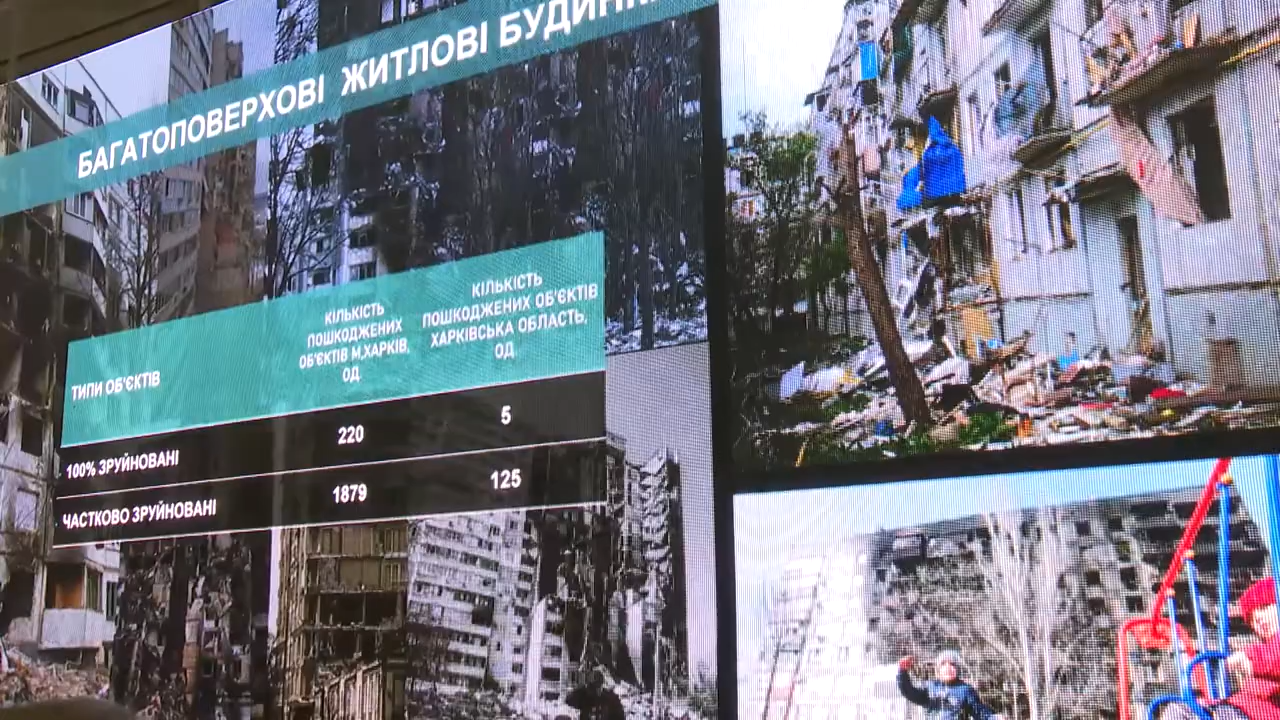 БАГАТОПОВЕРХОВІ ЖИТЛОВІ
ТИПИ ОБ'ЄКТІВ
КІЛЬКІСТЬ
ПОШКОДЖЕНИХ
ОБ'ЄКТІВ М,ХАРКІВ,
ОД
КІЛЬКІСТЬ
ПОШКОДЖЕНИХ ОБ'ЄКТІВ
ХАРКІВСЬКА ОБЛАСТЬ,
ОД
100% ЗРУЙНОВАНІ 220 5
ЧАСТКОВО ЗРУЙНОВАНІ 1879 125